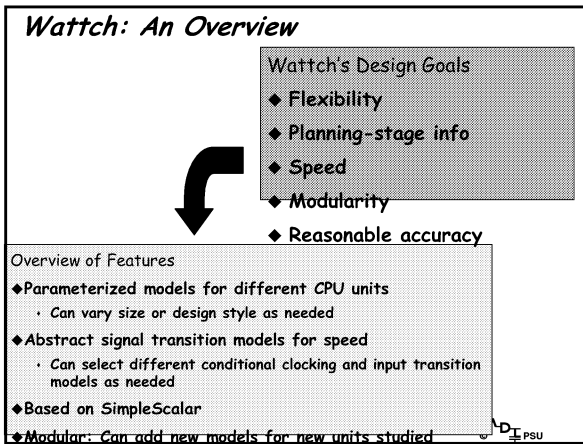 Wattch: An Overview
Wattch's Design Goals
◆ Flexibility
◆ Planning-stage info
◆ Speed
◆ Modularity
◆ Reasonable accuracy
Overview of Features
◆Parameterized models for different CPU units
• Can vary size or design style as needed
◆Abstract signal transition models for speed
• Can select different conditional clocking and input transition
models as needed
◆Based on SimpleScalar
◆Modular: Can add new models for new units studied
PSU